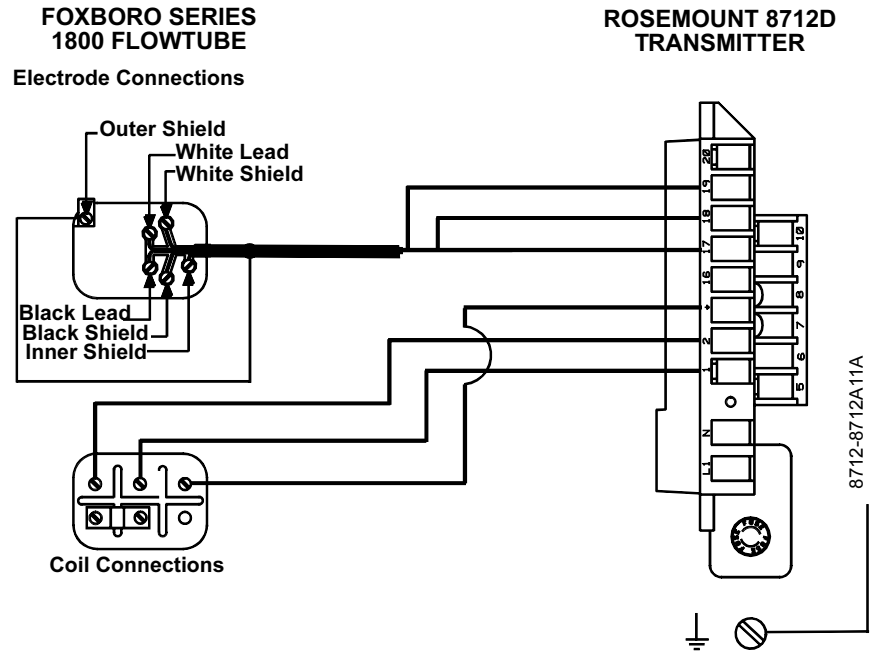 FOXBORO SERIES
1800 FLOWTUBE
ROSEMOUNT 8712D
TRANSMITTER
Electrode Connections
Outer Shield
White Lead
White Shield
Black Lead
Black Shield
Inner Shield
Coil Connections
20
19
18
17
16
+
2
1
N
L1
10
9
8
7
6
5
FUSE
8712-8712A11A